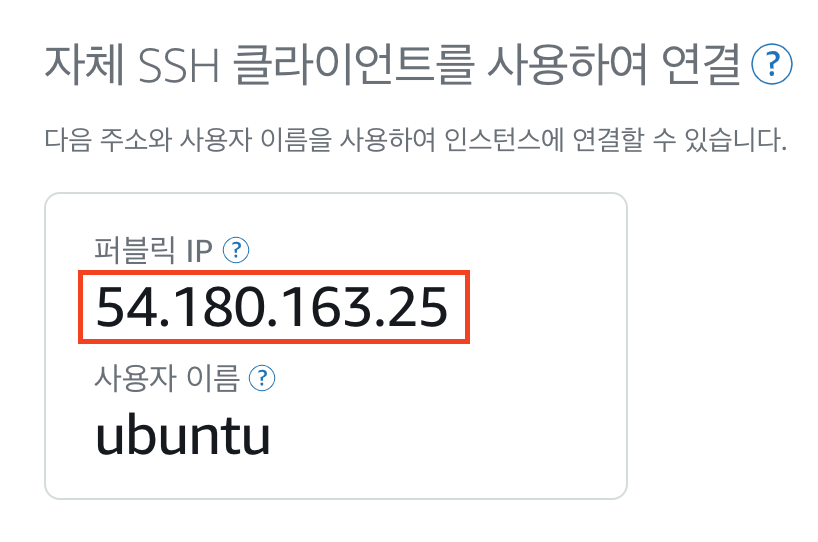 자체 SSH 클라이언트를 사용하여 연결 ?
다음 주소와 사용자 이름을 사용하여 인스턴스에 연결할 수 있습니다.
퍼블릭 IP ?
54.180.163.25
사용자 이름 ?
ubuntu